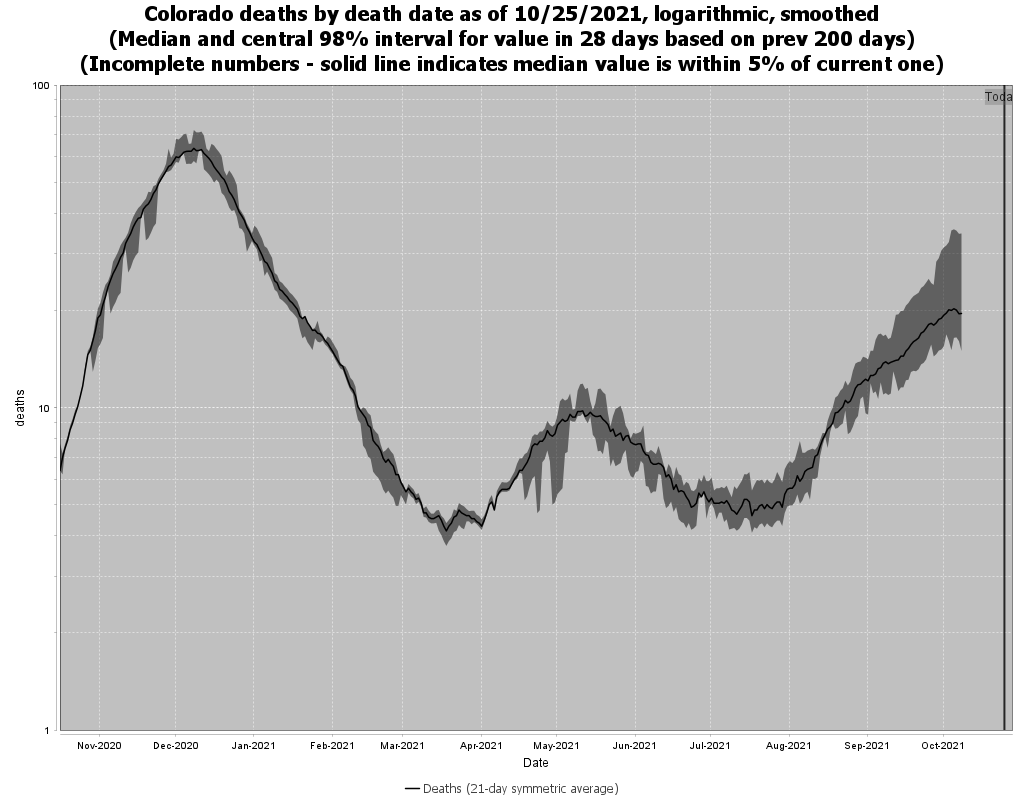 Colorado deaths by death date as of 10/25/2021, logarithmic, smoothed
(Median and central 98% interval for value in 28 days based on prev 200 days)
(Incomplete numbers - solid line indicates median value is within 5% of current one)
100
Toda
10
deaths
1
Nov-2020 Dec-2020 Jan-2021 Feb-2021 Mar-2021 Apr-2021 May-2021 Jun-2021 Jul-2021 Aug-2021 Sep-2021 Oct-2021
Date
Deaths (21-day symmetric average)